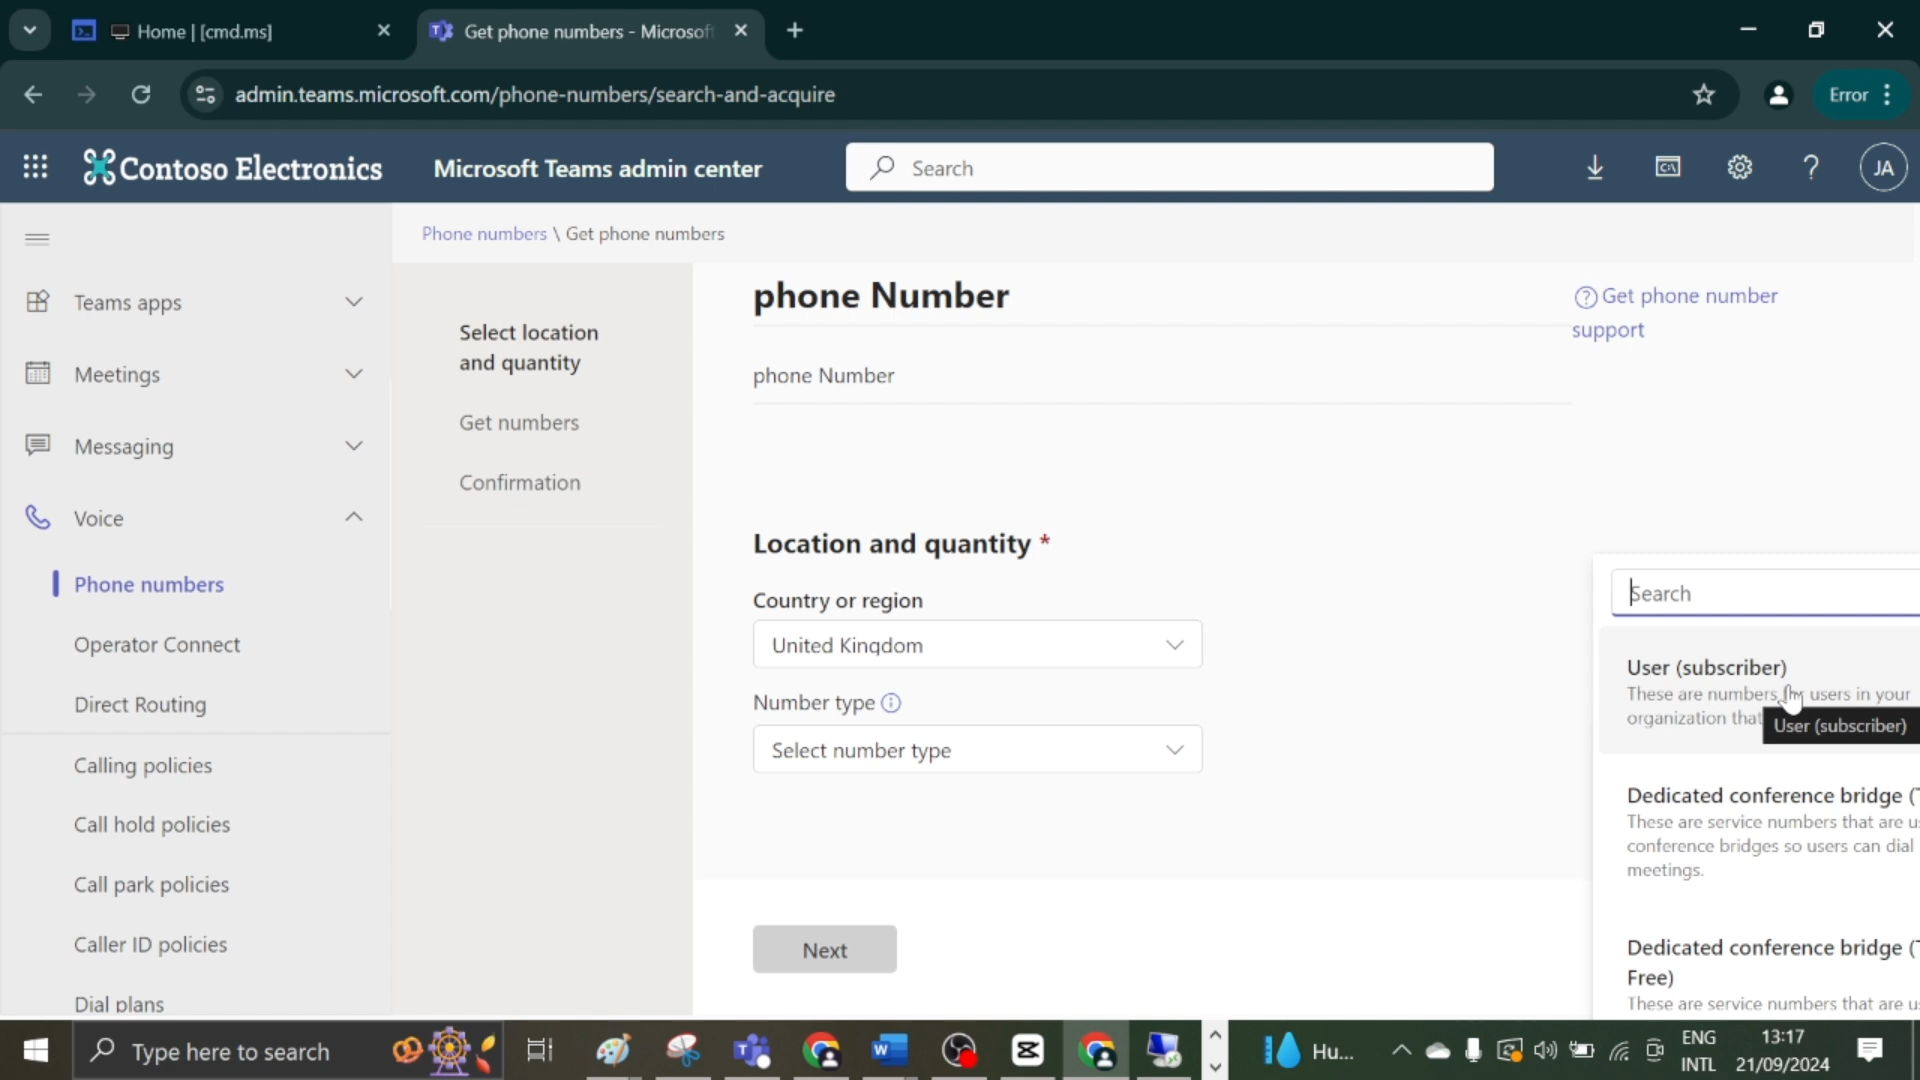 Home | [cmd.ms]
Get phone numbers - Microsof
admin.teams.microsoft.com/phone-numbers/search-and-acquire
Error
Contoso Electronics
Microsoft Teams admin center
Search
JA
Phone numbers \ Get phone numbers
Teams apps
Meetings
Messaging
Voice
Phone numbers
Operator Connect
Direct Routing
Calling policies
Call hold policies
Call park policies
Caller ID policies
Dial plans
Select location
and quantity
Get numbers
Confirmation
phone Number
phone Number
Get phone number
support
Location and quantity *
Country or region
United Kingdom
Number type
Select number type
Next
Search
User (subscriber)
These are numbers users in your
organization that
User (subscriber)
Dedicated conference bridge (
These are service numbers that are u
conference bridges so users can dial
meetings.
Dedicated conference bridge (
Free)
These are service numbers that are u
Type here to search
Hu...
ENG
INTL
13:17
21/09/2024